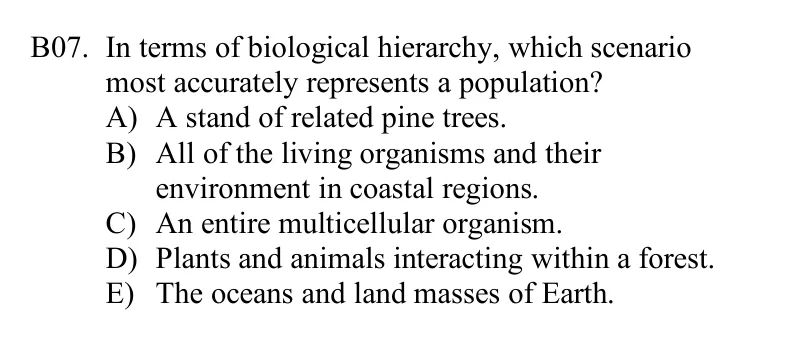 B07. In terms of biological hierarchy, which scenario
most accurately represents a population?
A) A stand of related pine trees.
B) All of the living organisms and their
environment in coastal regions.
C) An entire multicellular organism.
D) Plants and animals interacting within a forest.
E) The oceans and land masses of Earth.